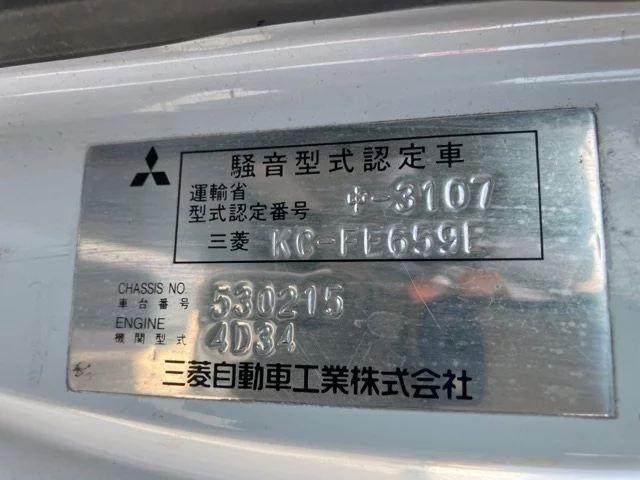 騒音型式認定車
運輸省
型式認定番号 中-3107
三菱 KC-FE659E
CHASSIS NO.
車台番号 530215
ENGINE
機関型式 4D34
三菱自動車工業株式会社